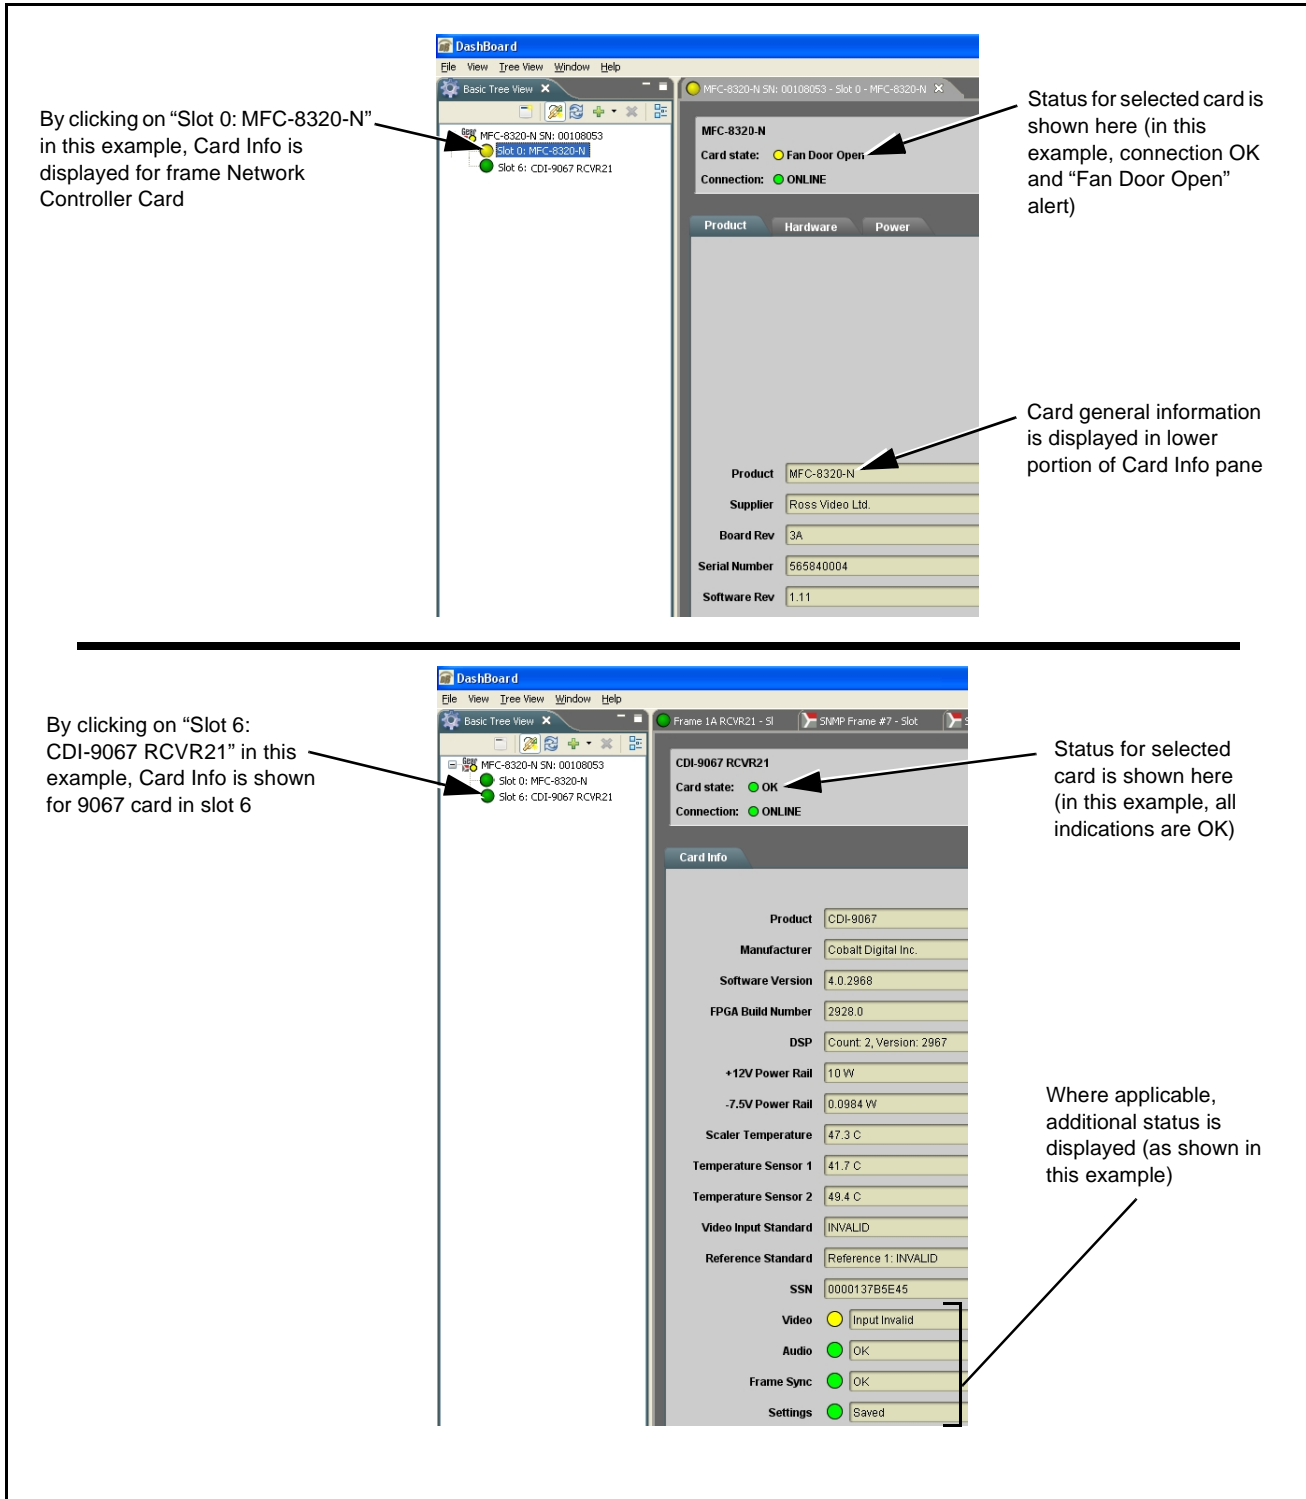 DashBoard
File View Tree View Window Help
Basic Tree View
MFC-8320-N SN: 00108053 - Slot 0 - MFC-8320-N
By clicking on “Slot 0: MFC-8320-N”
in this example, Card Info is
displayed for frame Network
Controller Card
MFC-8320-N SN: 00108053
Slot 0: MFC-8320-N
Slot 6: CDI-9067 RCVR21
MFC-8320-N
Card state: Fan Door Open
Connection: ONLINE
Status for selected card is
shown here (in this
example, connection OK
and “Fan Door Open”
alert)
Product Hardware Power
Card general information
is displayed in lower
portion of Card Info pane
Product MFC-8320-N
Supplier Ross Video Ltd.
Board Rev 3A
Serial Number 565840004
Software Rev 1.11
DashBoard
File View Tree View Window Help
Basic Tree View
Frame 1A RCVR21 - Sl SNMP Frame #7 - Slot S
By clicking on “Slot 6:
CDI-9067 RCVR21” in this
example, Card Info is shown
for 9067 card in slot 6
MFC-8320-N SN: 00108053
Slot 0: MFC-8320-N
Slot 6: CDI-9067 RCVR21
CDI-9067 RCVR21
Card state: OK
Connection: ONLINE
Status for selected
card is shown here
(in this example, all
indications are OK)
Card Info
Product CDI-9067
Manufacturer Cobalt Digital Inc.
Software Version 4.0.2968
FPGA Build Number 2928.0
DSP Count: 2, Version: 2967
+12V Power Rail 10 W
-7.5V Power Rail 0.0984 W
Scaler Temperature 47.3 C
Temperature Sensor 1 41.7 C
Temperature Sensor 2 49.4 C
Video Input Standard INVALID
Reference Standard Reference 1: INVALID
SSN 0000137B5E45
Video Input Invalid
Audio OK
Frame Sync OK
Settings Saved
Where applicable,
additional status is
displayed (as shown in
this example)